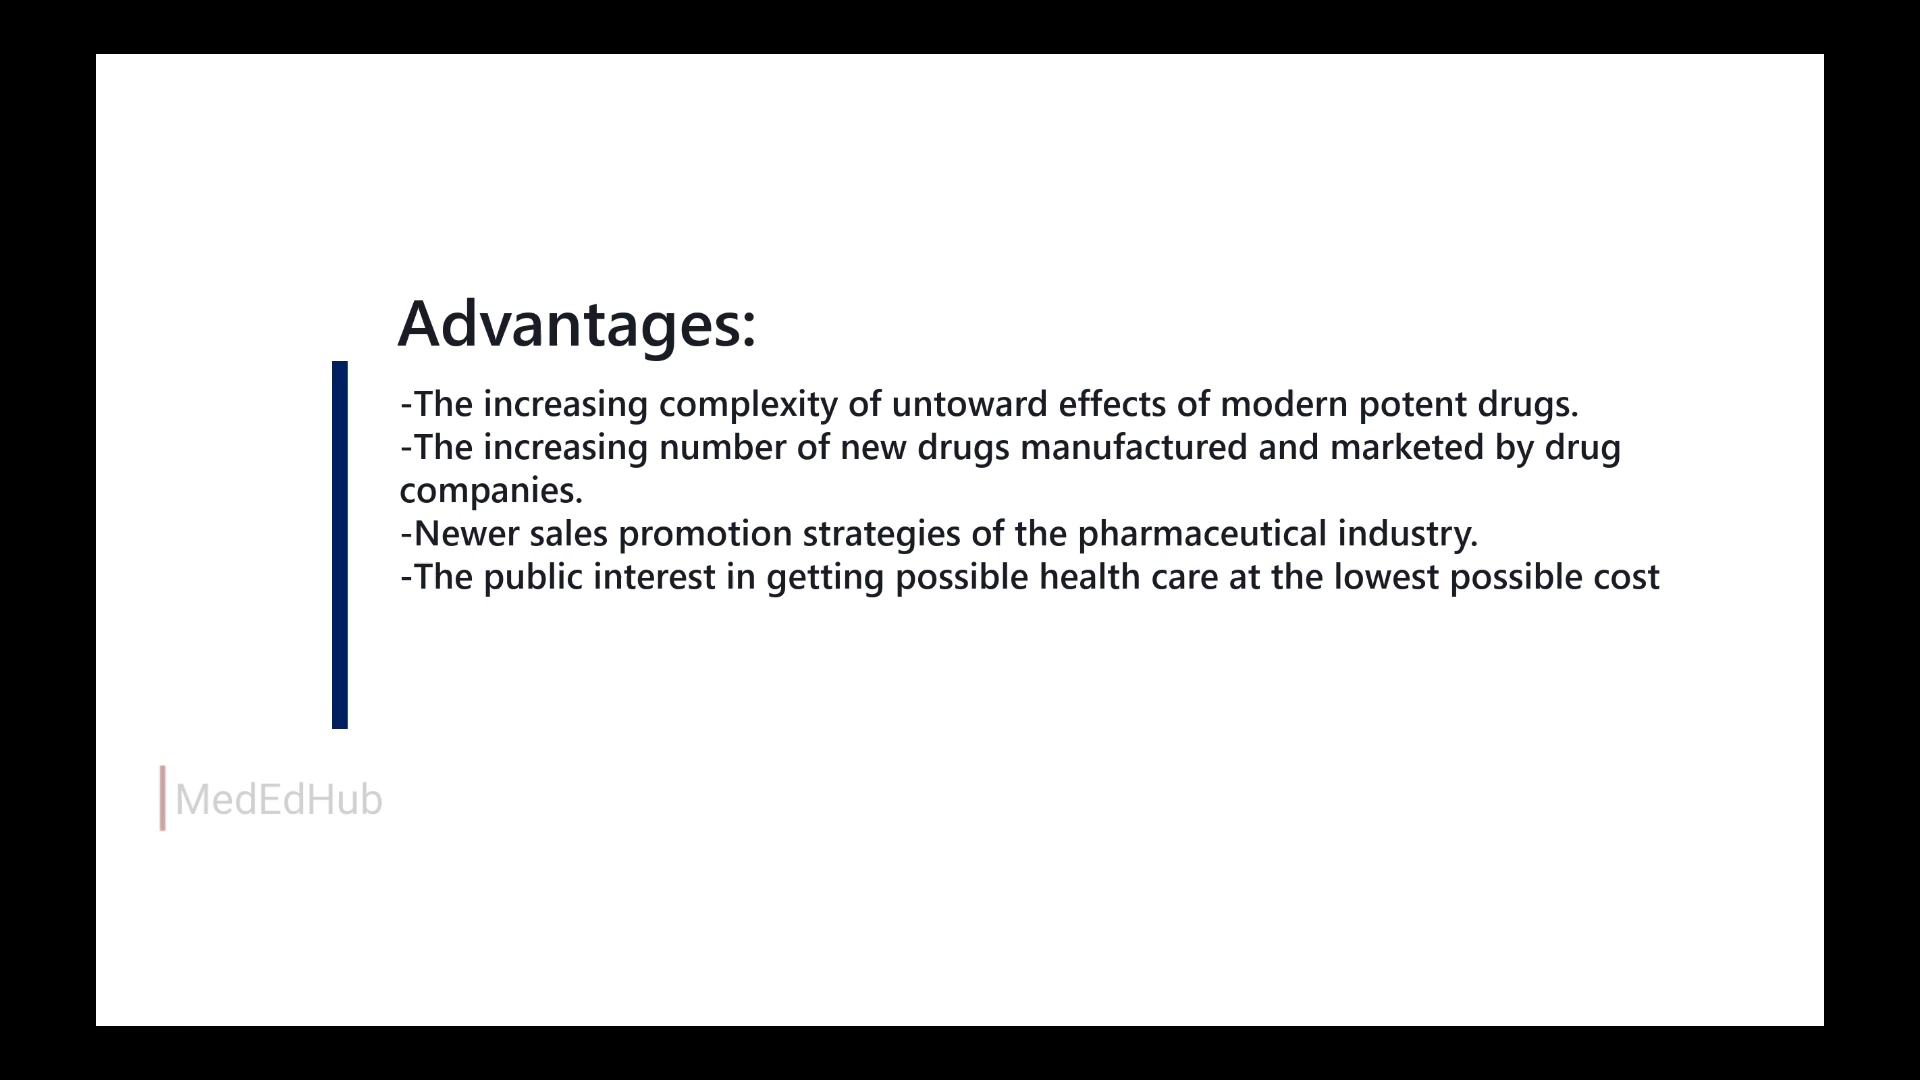 Advantages:
-The increasing complexity of untoward effects of modern potent drugs.
-The increasing number of new drugs manufactured and marketed by drug
companies.
-Newer sales promotion strategies of the pharmaceutical industry.
-The public interest in getting possible health care at the lowest possible cost
MedEdHub